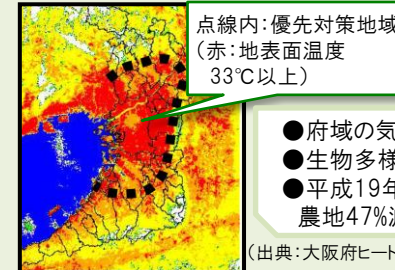 点線内:優先対策地域
(赤:地表面温度
33℃以上)
●府域の気
●生物多様
●平成19年
農地47%減
(出典:大阪府ヒート